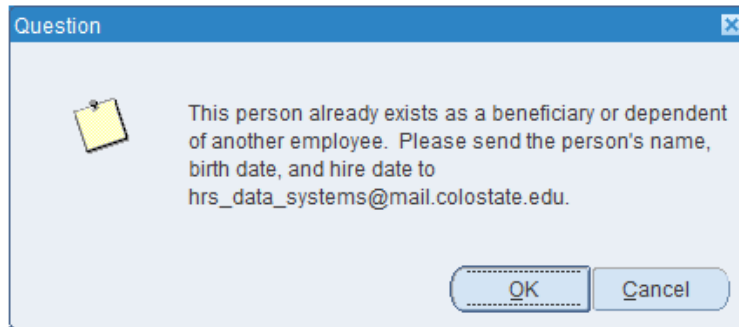 Question
This person already exists as a beneficiary or dependent
of another employee.  Please send the person's name,
birth date, and hire date to
hrs_data_systems@mail.colostate.edu.
OK
Cancel